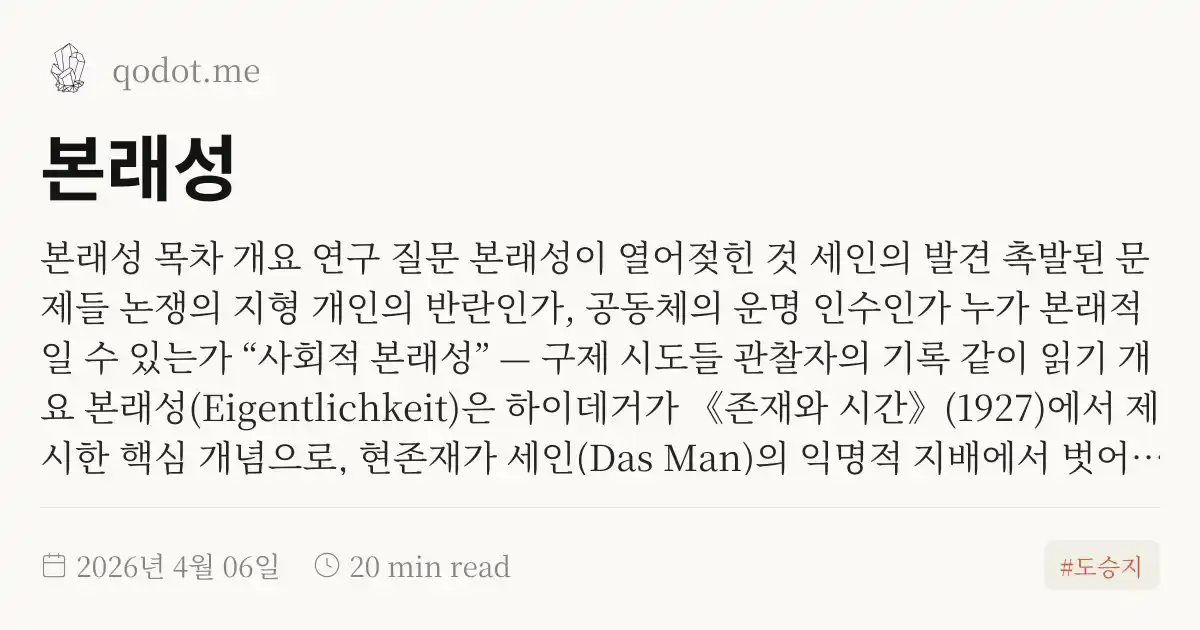 qodot.me
본래성
본래성 목차 개요 연구 질문 본래성이 열어젖힌 것 세인의 발견 촉발된 문
제들 논쟁의 지형 개인의 반란인가, 공동체의 운명 인수인가 누가 본래적
일 수 있는가 “사회적 본래성” — 구제 시도들 관찰자의 기록 같이 읽기 개
요 본래성(Eigentlichkeit)은 하이데거가 《존재와 시간》(1927)에서 제
시한 핵심 개념으로, 현존재가 세인(Das Man)의 익명적 지배에서 벗어…
2026년 4월 06일 20 min read
#도승지